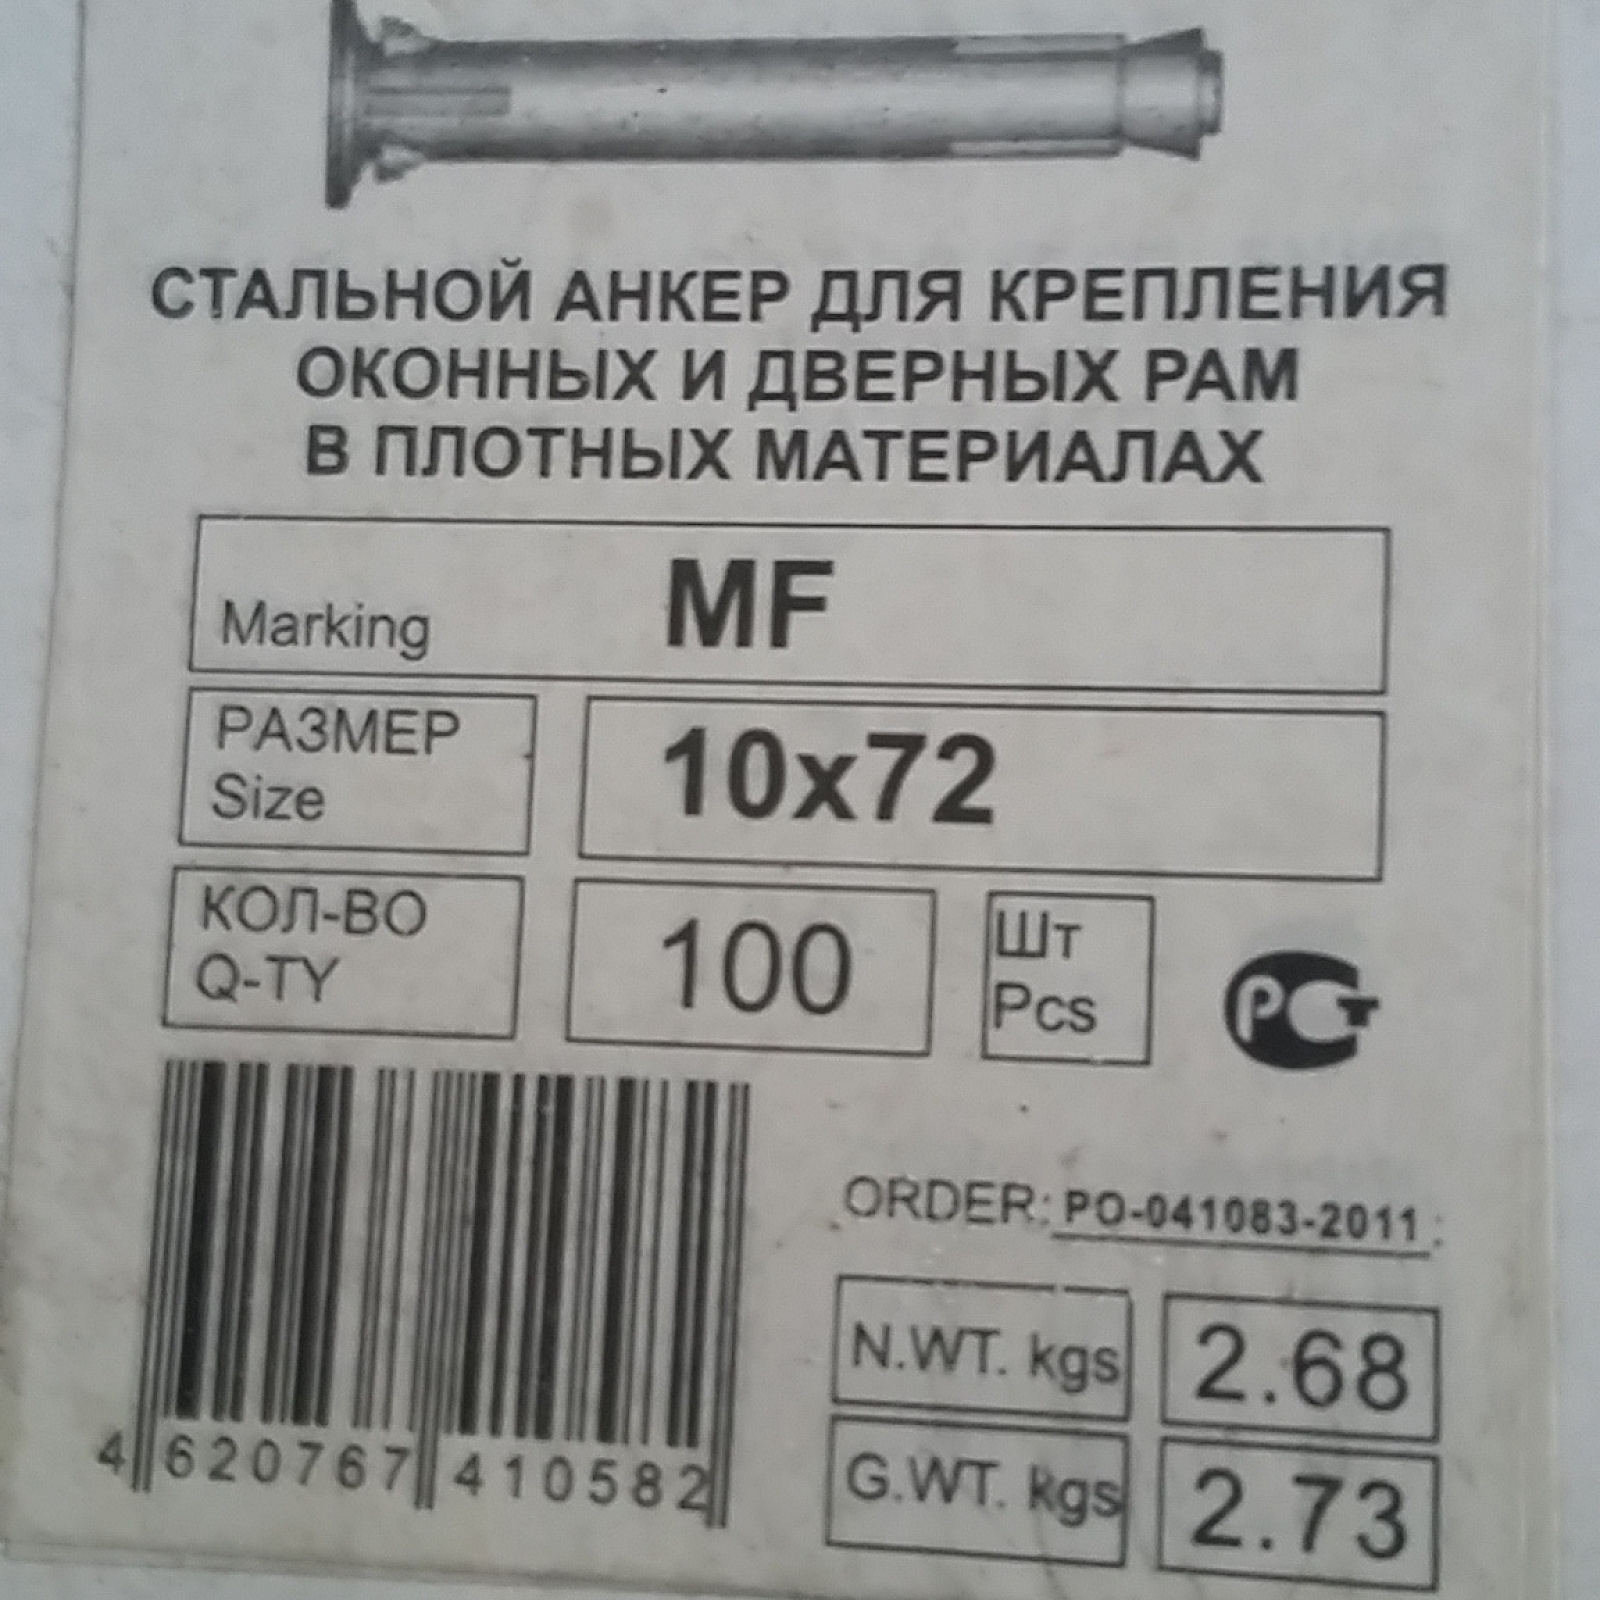 СТАЛЬНОЙ АНКЕР ДЛЯ КРЕПЛЕНИЯ
ОКОННЫХ И ДВЕРНЫХ РАМ
В ПЛОТНЫХ МАТЕРИАЛАХ
Marking MF
РАЗМЕР
Size
10x72
КОЛ-ВО
Q-TY
100
Шт
Pcs
РСТ
ORDER: PO-041083-2011
N.WT. kgs 2.68
G.WT. kgs 2.73
4 620767 410582